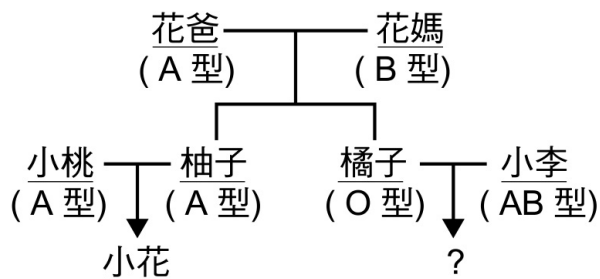 花爸 花媽
( A 型) ( B 型)
小桃 柚子 橘子 小李
( A 型) ( A 型) ( O 型) ( AB 型)
小花 ?